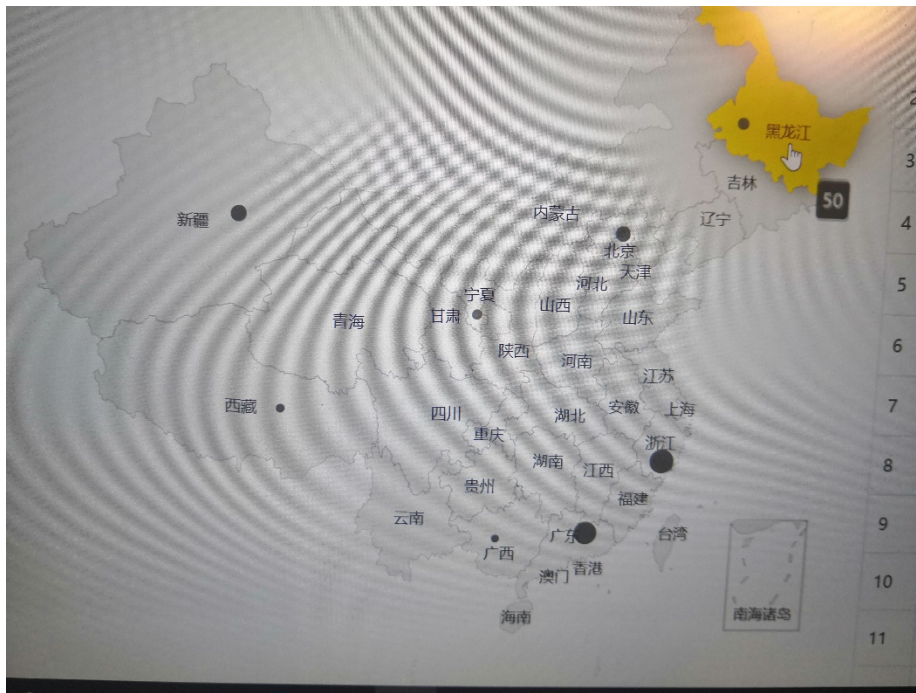 黑龙江
3
吉林
50
内蒙古
新疆
辽宁
4
北京
天津
河北
5
宁夏
山西
甘肃
山东
青海
6
陕西
河南
江苏
西藏
7
安徽
上海
四川
湖北
重庆
浙江
湖南
8
江西
贵州
福建
云南
9
广东
台湾
广西
香港
澳门
10
南海诸岛
海南
11